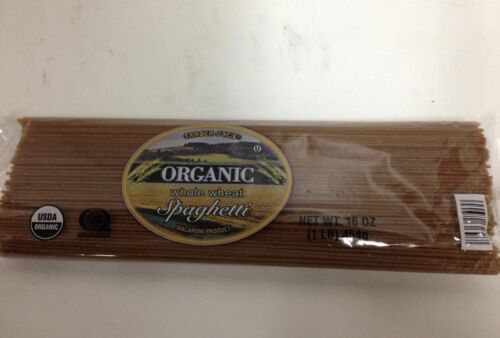 TRADER JOE'S
ORGANIC
whole wheat
Spaghetti
MACARONI PRODUCT
USDA
ORGANIC
NET WT. 16 OZ
(1 LB) 454g